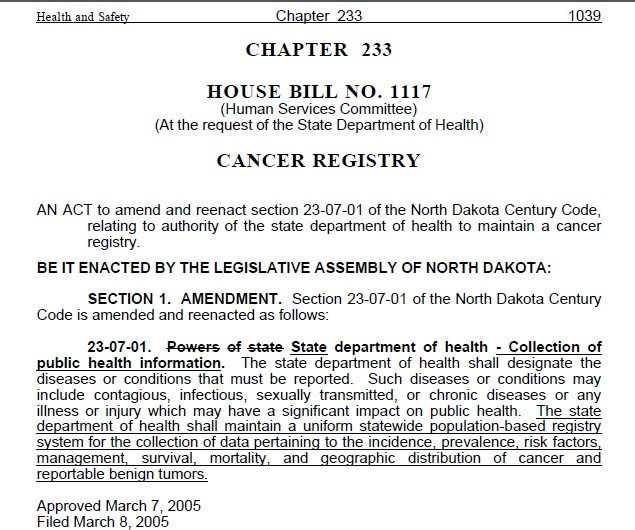 Health and Safety Chapter 233 1039
CHAPTER 233
HOUSE BILL NO. 1117
(Human Services Committee)
(At the request of the State Department of Health)
CANCER REGISTRY
AN ACT to amend and reenact section 23-07-01 of the North Dakota Century Code,
relating to authority of the state department of health to maintain a cancer
registry.
BE IT ENACTED BY THE LEGISLATIVE ASSEMBLY OF NORTH DAKOTA:
SECTION 1. AMENDMENT. Section 23-07-01 of the North Dakota Century
Code is amended and reenacted as follows:
23-07-01. Powers of state State department of health - Collection of
public health information. The state department of health shall designate the
diseases or conditions that must be reported. Such diseases or conditions may
include contagious, infectious, sexually transmitted, or chronic diseases or any
illness or injury which may have a significant impact on public health. The state
department of health shall maintain a uniform statewide population-based registry
system for the collection of data pertaining to the incidence, prevalence, risk factors,
management, survival, mortality, and geographic distribution of cancer and
reportable benign tumors.
Approved March 7, 2005
Filed March 8, 2005